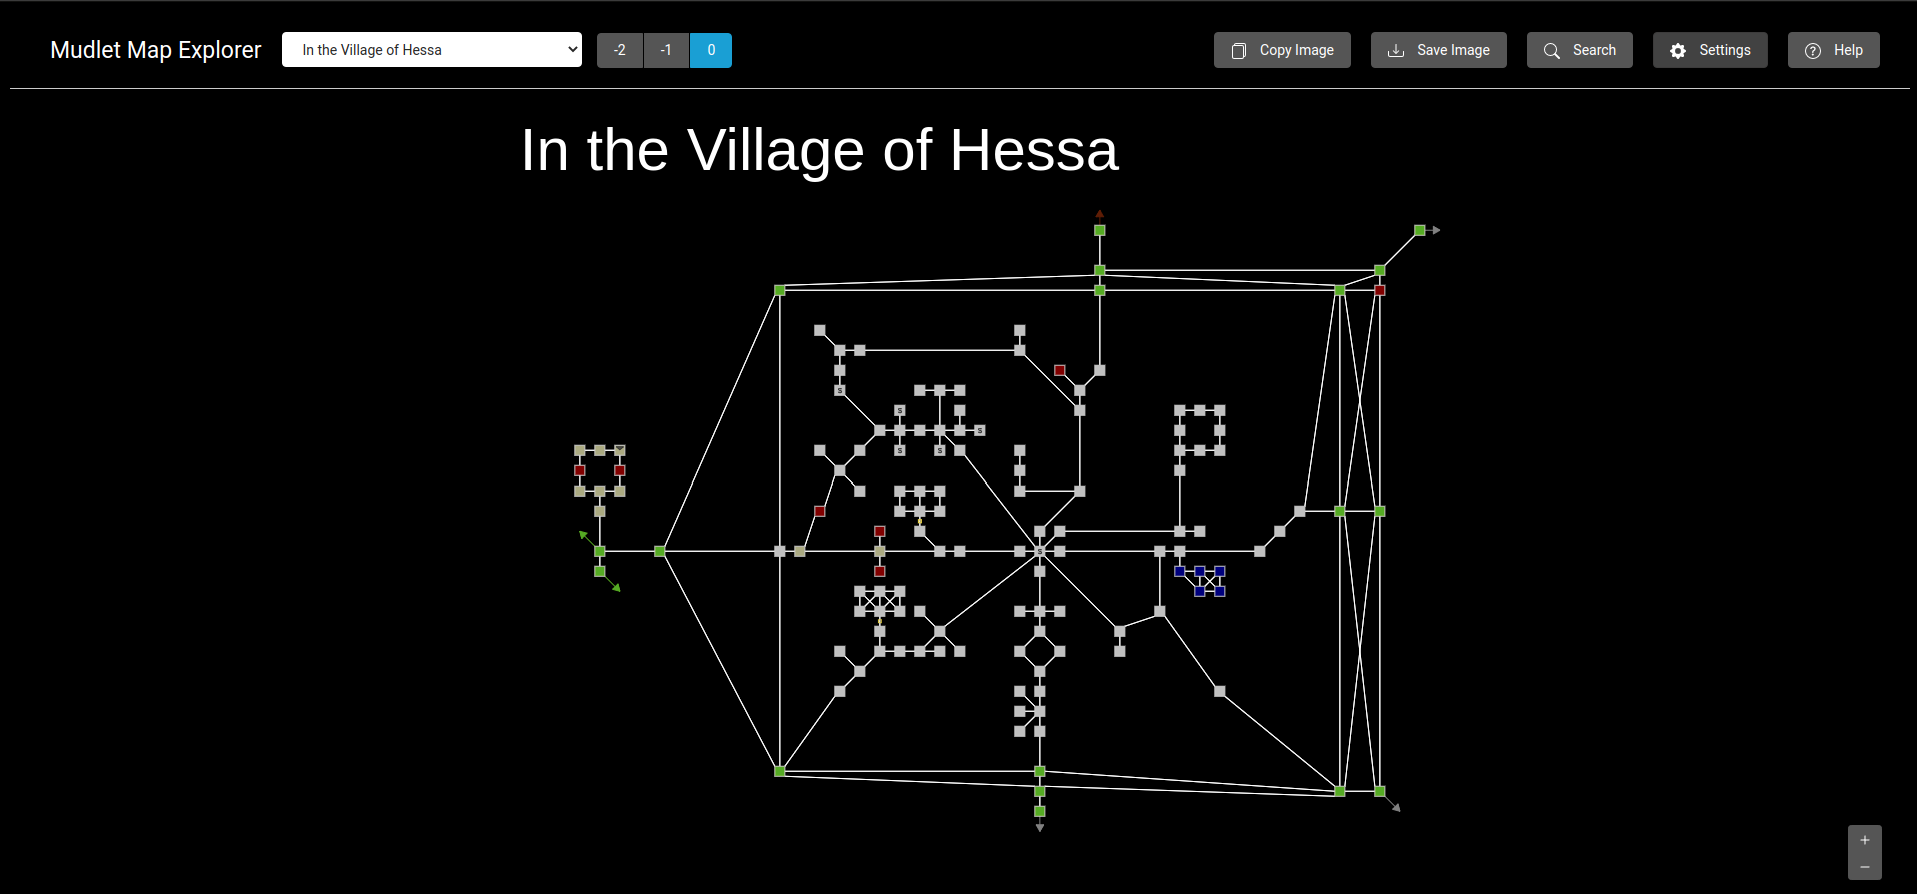 Mudlet Map Explorer
In the Village of Hessa
-2
-1
0
Copy Image
Save Image
Search
Settings
Help
In the Village of Hessa
$
$
$
$
$
$
+
−